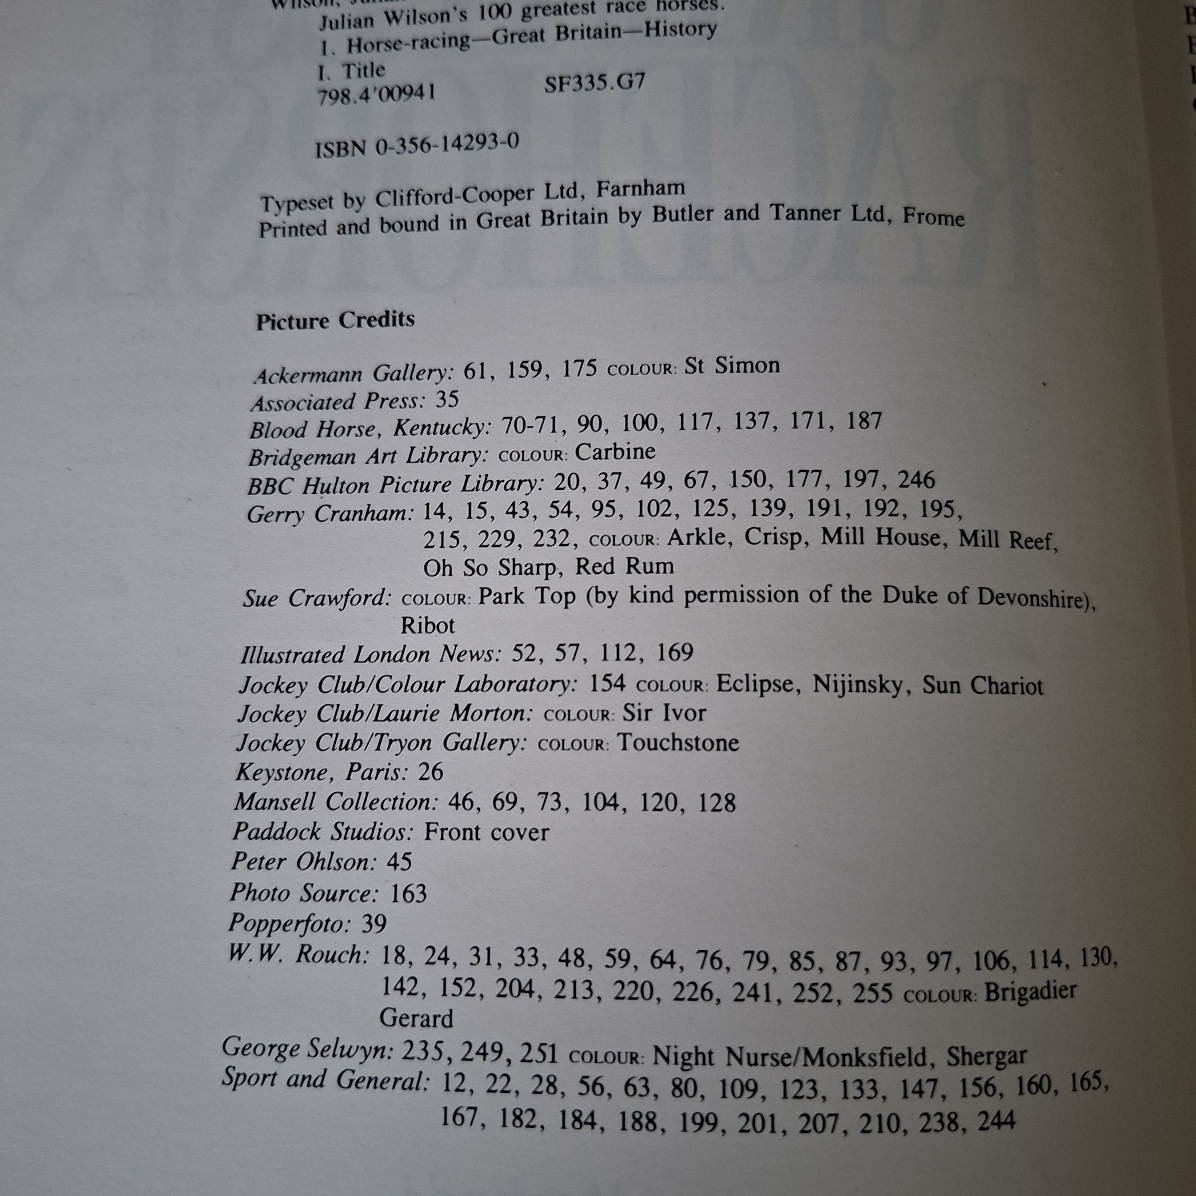 Julian Wilson's 100 greatest race horses.
1. Horse-racing—Great Britain—History
I. Title
798.4'00941 SF335.G7
ISBN 0-356-14293-0
Typeset by Clifford-Cooper Ltd, Farnham
Printed and bound in Great Britain by Butler and Tanner Ltd, Frome
Picture Credits
Ackermann Gallery: 61, 159, 175 COLOUR: St Simon
Associated Press: 35
Blood Horse, Kentucky: 70-71, 90, 100, 117, 137, 171, 187
Bridgeman Art Library: COLOUR: Carbine
BBC Hulton Picture Library: 20, 37, 49, 67, 150, 177, 197, 246
Gerry Cranham: 14, 15, 43, 54, 95, 102, 125, 139, 191, 192, 195,
215, 229, 232, COLOUR: Arkle, Crisp, Mill House, Mill Reef,
Oh So Sharp, Red Rum
Sue Crawford: COLOUR: Park Top (by kind permission of the Duke of Devonshire),
Ribot
Illustrated London News: 52, 57, 112, 169
Jockey Club/Colour Laboratory: 154 COLOUR: Eclipse, Nijinsky, Sun Chariot
Jockey Club/Laurie Morton: COLOUR: Sir Ivor
Jockey Club/Tryon Gallery: COLOUR: Touchstone
Keystone, Paris: 26
Mansell Collection: 46, 69, 73, 104, 120, 128
Paddock Studios: Front cover
Peter Ohlson: 45
Photo Source: 163
Popperfoto: 39
W.W. Rouch: 18, 24, 31, 33, 48, 59, 64, 76, 79, 85, 87, 93, 97, 106, 114, 130,
142, 152, 204, 213, 220, 226, 241, 252, 255 COLOUR: Brigadier
Gerard
George Selwyn: 235, 249, 251 COLOUR: Night Nurse/Monksfield, Shergar
Sport and General: 12, 22, 28, 56, 63, 80, 109, 123, 133, 147, 156, 160, 165,
167, 182, 184, 188, 199, 201, 207, 210, 238, 244